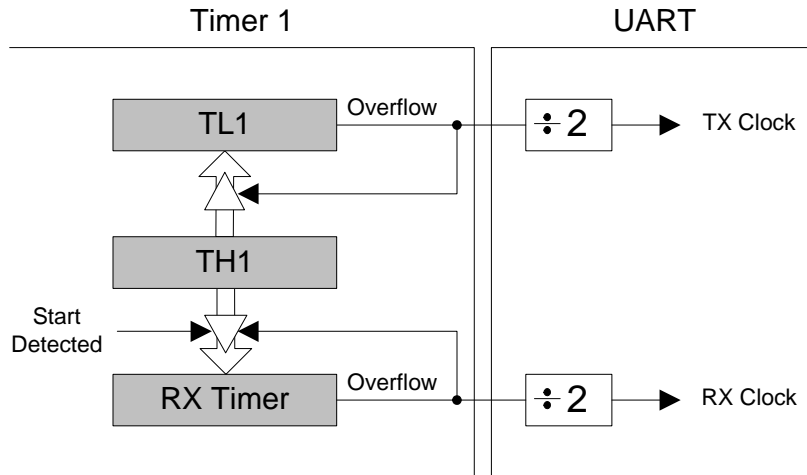 Timer 1
UART
TL1
Overflow
÷ 2
TX Clock
TH1
Start
Detected
RX Timer
Overflow
÷ 2
RX Clock